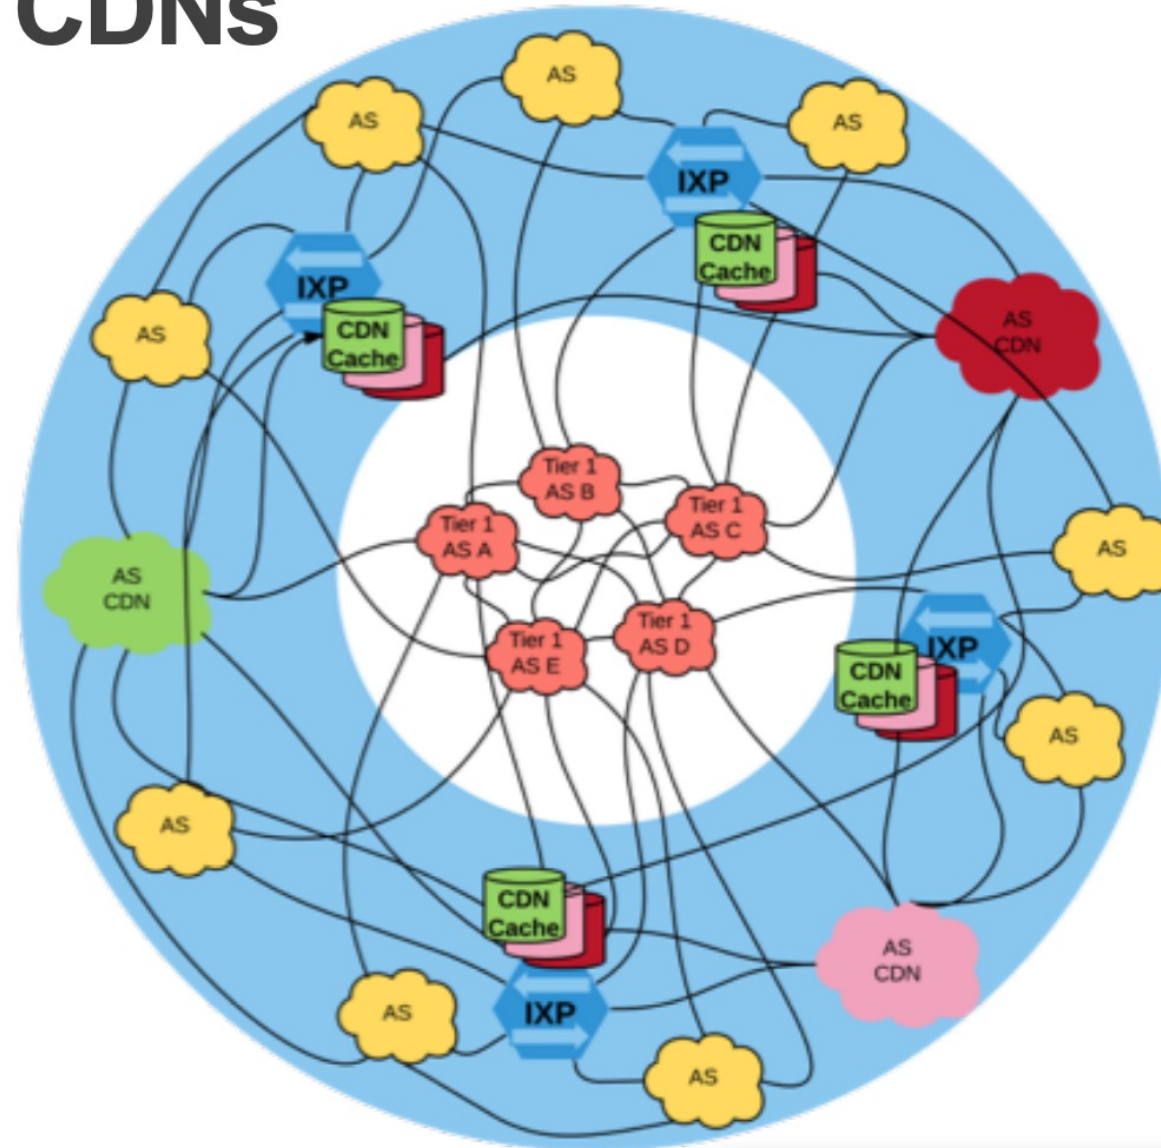 CDNs
AS
AS
AS
IXP
CDN
Cache
IXP
CDN
Cache
AS
AS
CDN
Tier 1
AS B
Tier 1
AS C
Tier 1
AS A
AS
AS
CDN
Tier 1
AS D
Tier 1
AS E
IXP
CDN
Cache
AS
AS
CDN
Cache
AS
CDN
IXP
AS
AS